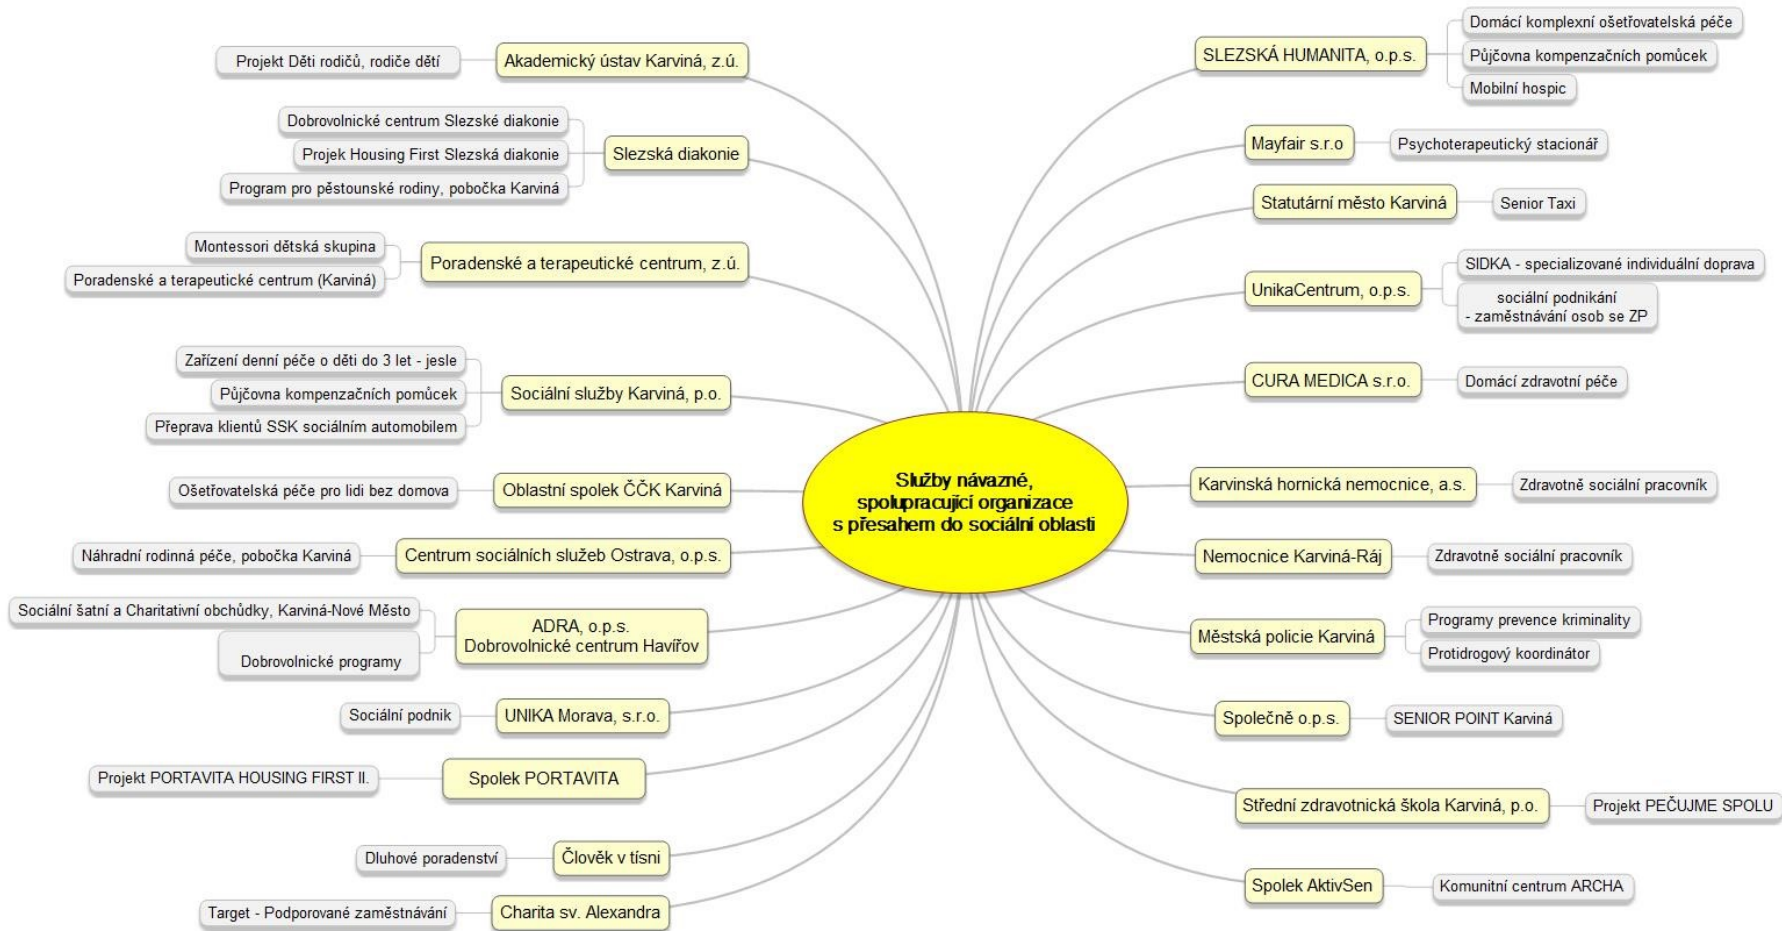 Služby návazné,
spolupracující organizace
s přesahem do sociální oblasti
Akademický ústav Karviná, z.ú.
Projekt Děti rodičů, rodiče dětí
Slezská diakonie
Dobrovolnické centrum Slezské diakonie
Projek Housing First Slezská diakonie
Program pro pěstounské rodiny, pobočka Karviná
Poradenské a terapeutické centrum, z.ú.
Montessori dětská skupina
Poradenské a terapeutické centrum (Karviná)
Sociální služby Karviná, p.o.
Zařízení denní péče o děti do 3 let - jesle
Půjčovna kompenzačních pomůcek
Přeprava klientů SSK sociálním automobilem
Oblastní spolek ČČK Karviná
Ošetřovatelská péče pro lidi bez domova
Centrum sociálních služeb Ostrava, o.p.s.
Náhradní rodinná péče, pobočka Karviná
ADRA, o.p.s.
Dobrovolnické centrum Havířov
Sociální šatní a Charitativní obchůdky, Karviná-Nové Město
Dobrovolnické programy
UNIKA Morava, s.r.o.
Sociální podnik
Spolek PORTAVITA
Projekt PORTAVITA HOUSING FIRST II.
Člověk v tísni
Dluhové poradenství
Charita sv. Alexandra
Target - Podporované zaměstnávání
SLEZSKÁ HUMANITA, o.p.s.
Domácí komplexní ošetřovatelská péče
Půjčovna kompenzačních pomůcek
Mobilní hospic
Mayfair s.r.o
Psychoterapeutický stacionář
Statutární město Karviná
Senior Taxi
UnikaCentrum, o.p.s.
SIDKA - specializované individuální doprava
sociální podnikání
- zaměstnávání osob se ZP
CURA MEDICA s.r.o.
Domácí zdravotní péče
Karvinská hornická nemocnice, a.s.
Zdravotně sociální pracovník
Nemocnice Karviná-Ráj
Zdravotně sociální pracovník
Městská policie Karviná
Programy prevence kriminality
Protidrogový koordinátor
Společně o.p.s.
SENIOR POINT Karviná
Střední zdravotnická škola Karviná, p.o.
Projekt PEČUJME SPOLU
Spolek AktivSen
Komunitní centrum ARCHA